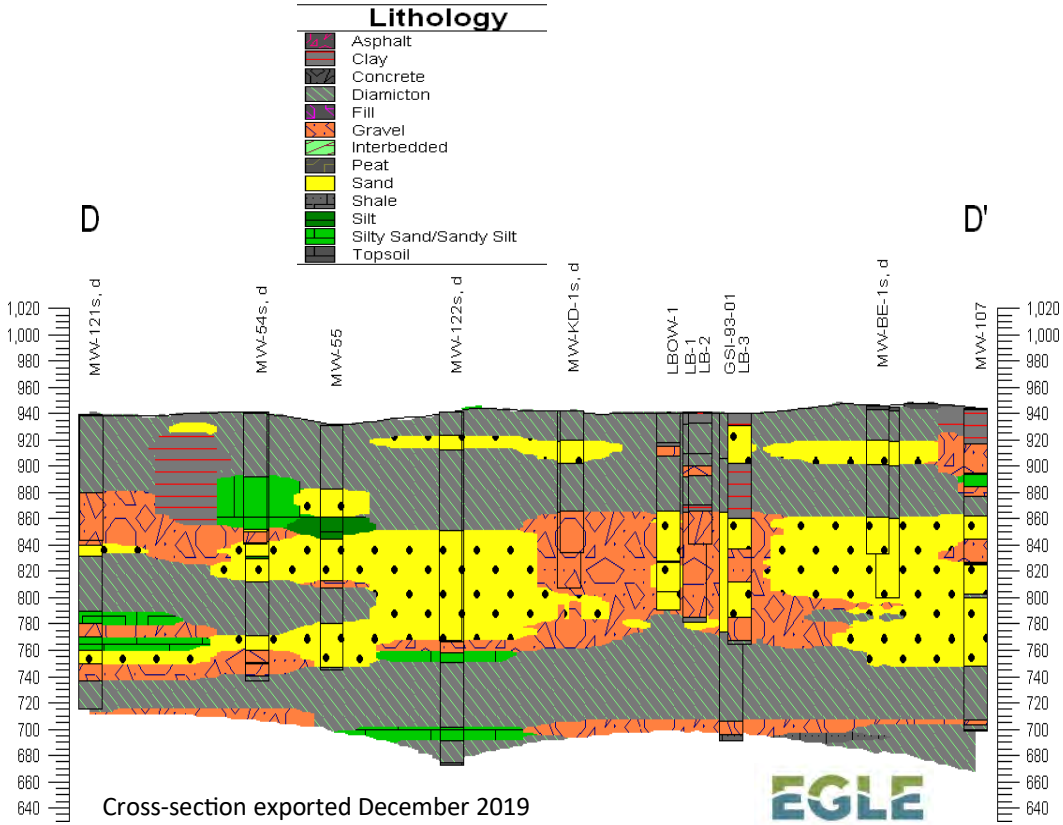 Lithology
Asphalt
Clay
Concrete
Diamicton
Fill
Gravel
Interbedded
Peat
Sand
Shale
Silt
Silty Sand/Sandy Silt
Topsoil
D
D'
MW-121s, d
MW-54s, d
MW-55
MW-122s, d
MW-KD-1s, d
LBOW-1
LB-1
LB-2
GSI-93-01
LB-3
MW-BE-1s, d
MW-107
1,020
1,000
980
960
940
920
900
880
860
840
820
800
780
760
740
720
700
680
660
640
1,020
1,000
980
960
940
920
900
880
860
840
820
800
780
760
740
720
700
680
660
640
Cross-section exported December 2019
EGLE